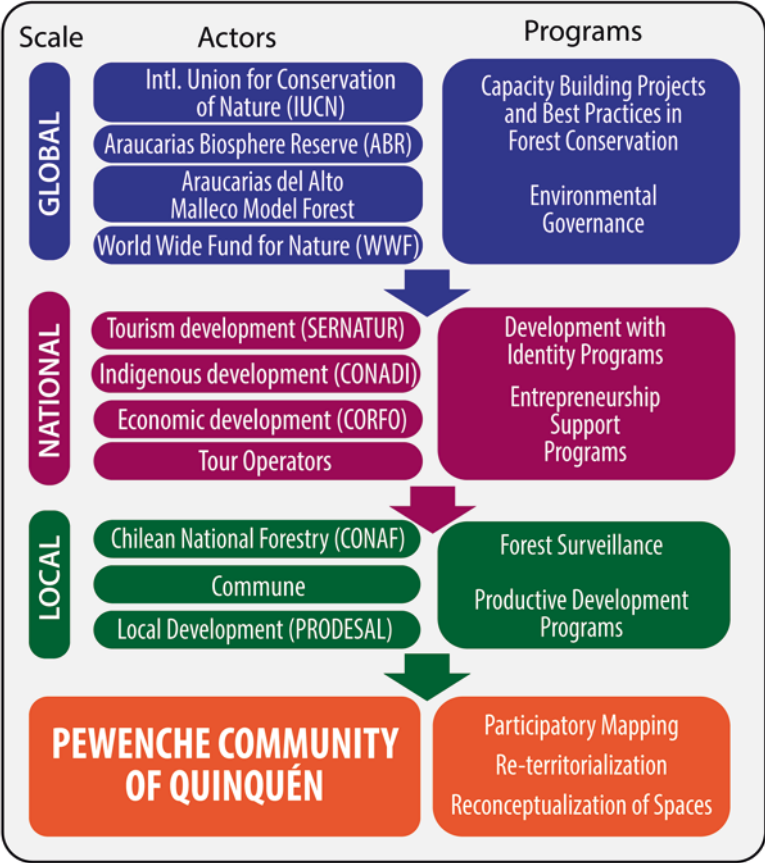 Scale
Actors
Programs
GLOBAL
Intl. Union for Conservation
of Nature (IUCN)
Araucarias Biosphere Reserve (ABR)
Araucarias del Alto
Malleco Model Forest
World Wide Fund for Nature (WWF)
Capacity Building Projects
and Best Practices in
Forest Conservation
Environmental
Governance
NATIONAL
Tourism development (SERNATUR)
Indigenous development (CONADI)
Economic development (CORFO)
Tour Operators
Development with
Identity Programs
Entrepreneurship
Support
Programs
LOCAL
Chilean National Forestry (CONAF)
Commune
Local Development (PRODESAL)
Forest Surveillance
Productive Development
Programs
PEWENCHE COMMUNITY
OF QUINQUÉN
Participatory Mapping
Re-territorialization
Reconceptualization of Spaces